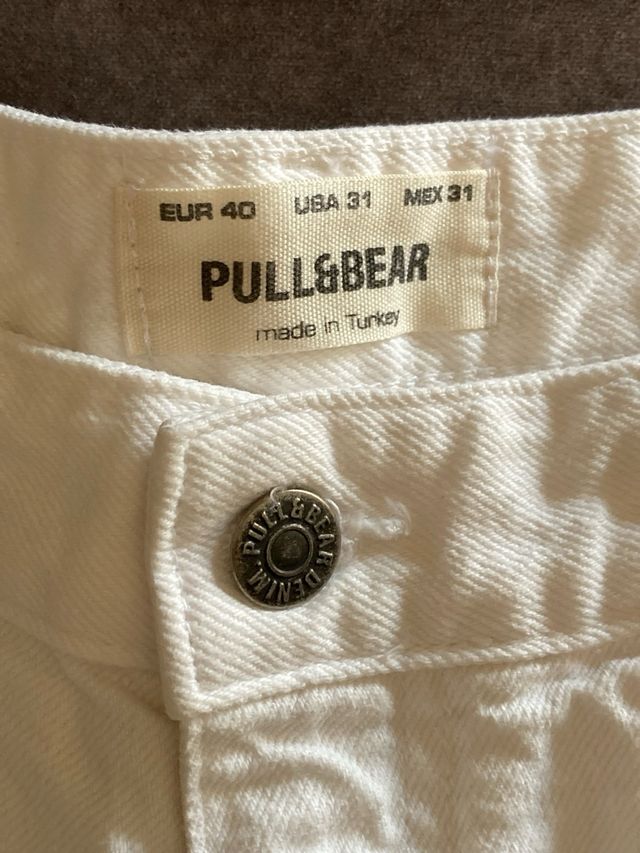 EUR 40 USA 31 MEX 31
PULL&BEAR
made in Turkey
PULL&BEAR DENIM.